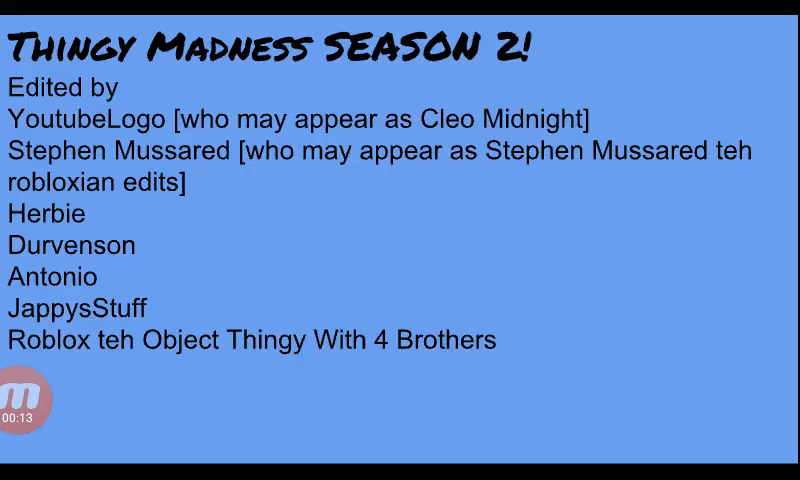 Thingy Madness SEASON 2!
Edited by
YoutubeLogo [who may appear as Cleo Midnight]
Stephen Mussared [who may appear as Stephen Mussared teh
robloxian edits]
Herbie
Durvenson
Antonio
JappysStuff
Roblox teh Object Thingy With 4 Brothers
m
00:13